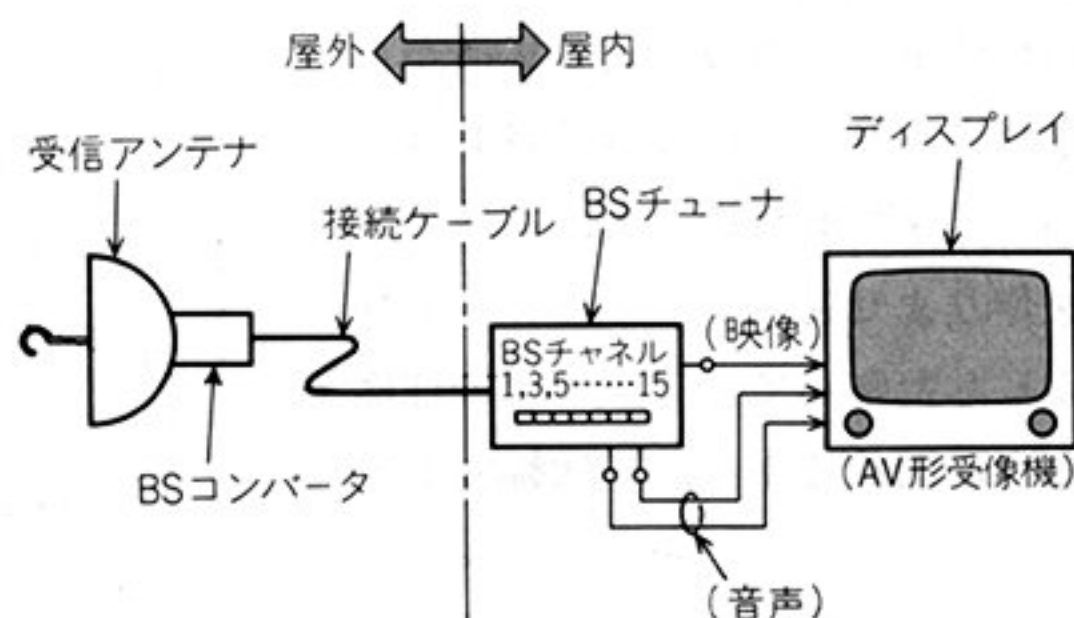 屋外
屋内
受信アンテナ
接続ケーブル
BSチューナ
ディスプレイ
BSチャネル
1,3,5……15
(映像)
BSコンバータ
(AV形受像機)
(音声)